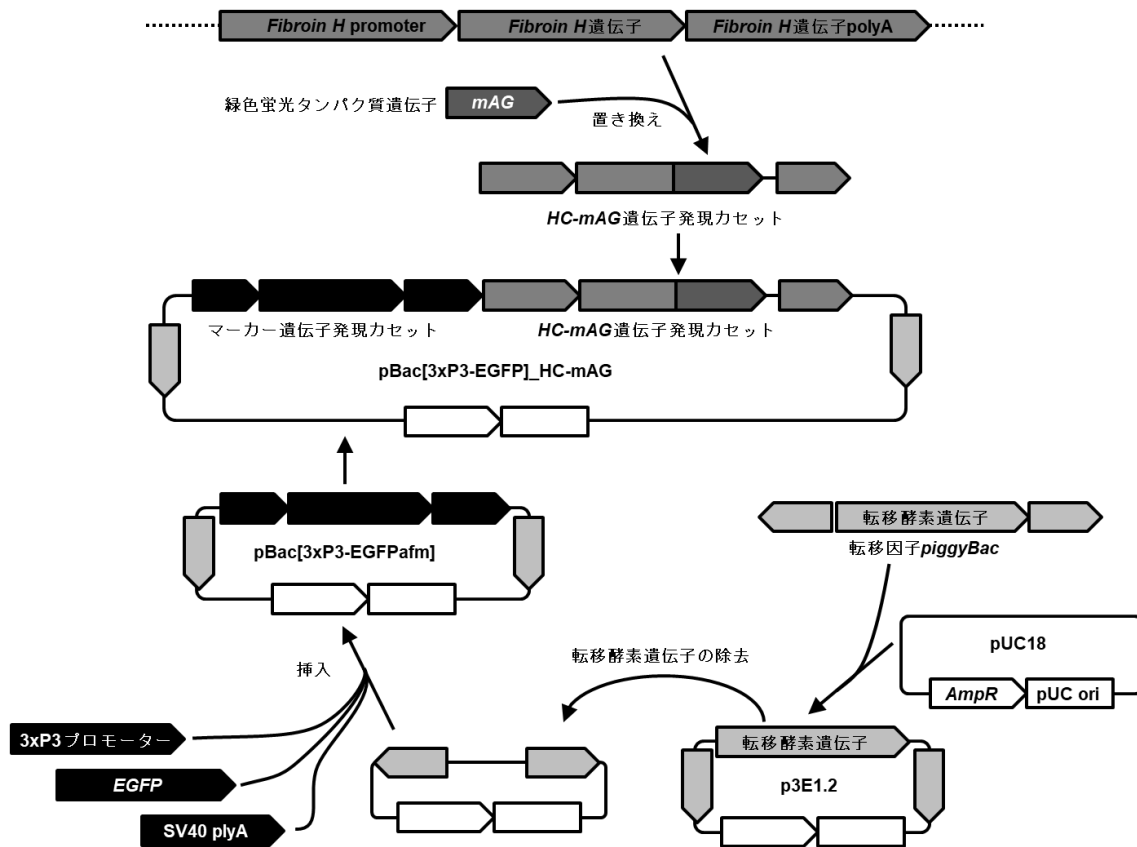 Fibroin H promoter
Fibroin H遺伝子
Fibroin H遺伝子polyA
緑色蛍光タンパク質遺伝子
mAG
置き換え
HC-mAG遺伝子発現カセット
マーカー遺伝子発現カセット
HC-mAG遺伝子発現カセット
pBac[3xP3-EGFP]_HC-mAG
転移酵素遺伝子
転移因子piggyBac
pBac[3xP3-EGFPafm]
pUC18
AmpR
pUC ori
転移酵素遺伝子の除去
挿入
3xP3プロモーター
EGFP
SV40 plyA
転移酵素遺伝子
p3E1.2